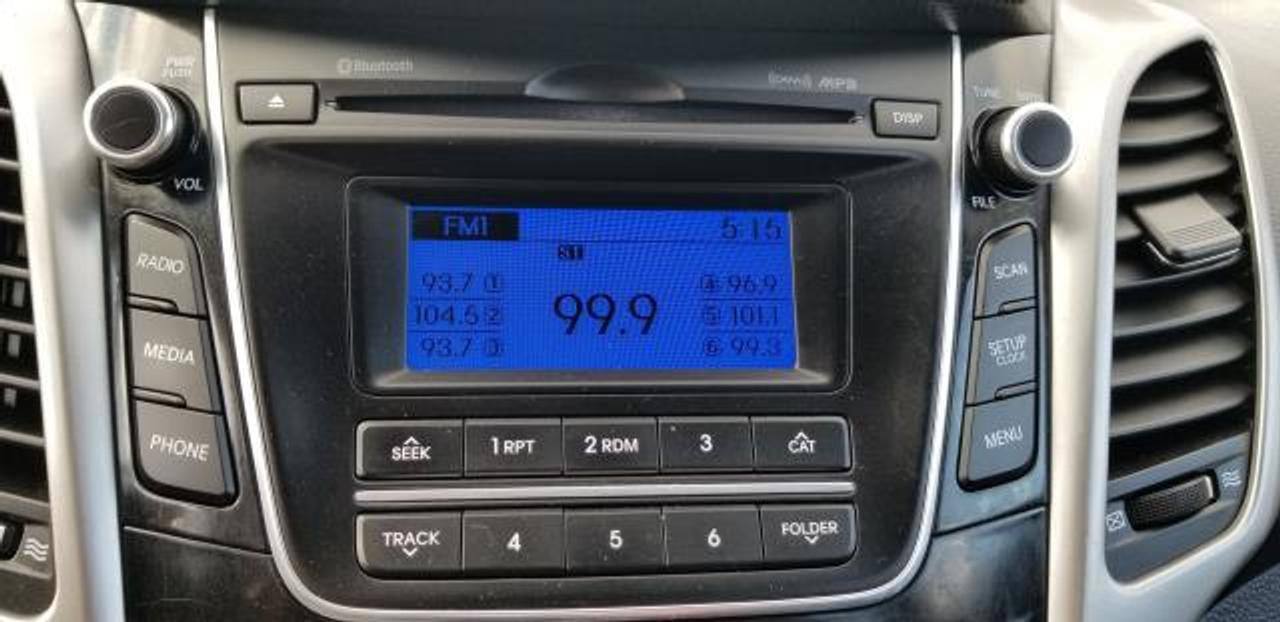 PWR
PUSH
Bluetooth
MP3
TUNE
DISP
VOL
FILE
RADIO
MEDIA
PHONE
FM1
5:15
ST
93.7 1
104.5 2
93.7 3
99.9
4 96.9
5 101.1
6 99.3
SCAN
SETUP
CLOCK
MENU
SEEK
1 RPT
2 RDM
3
CAT
TRACK
4
5
6
FOLDER